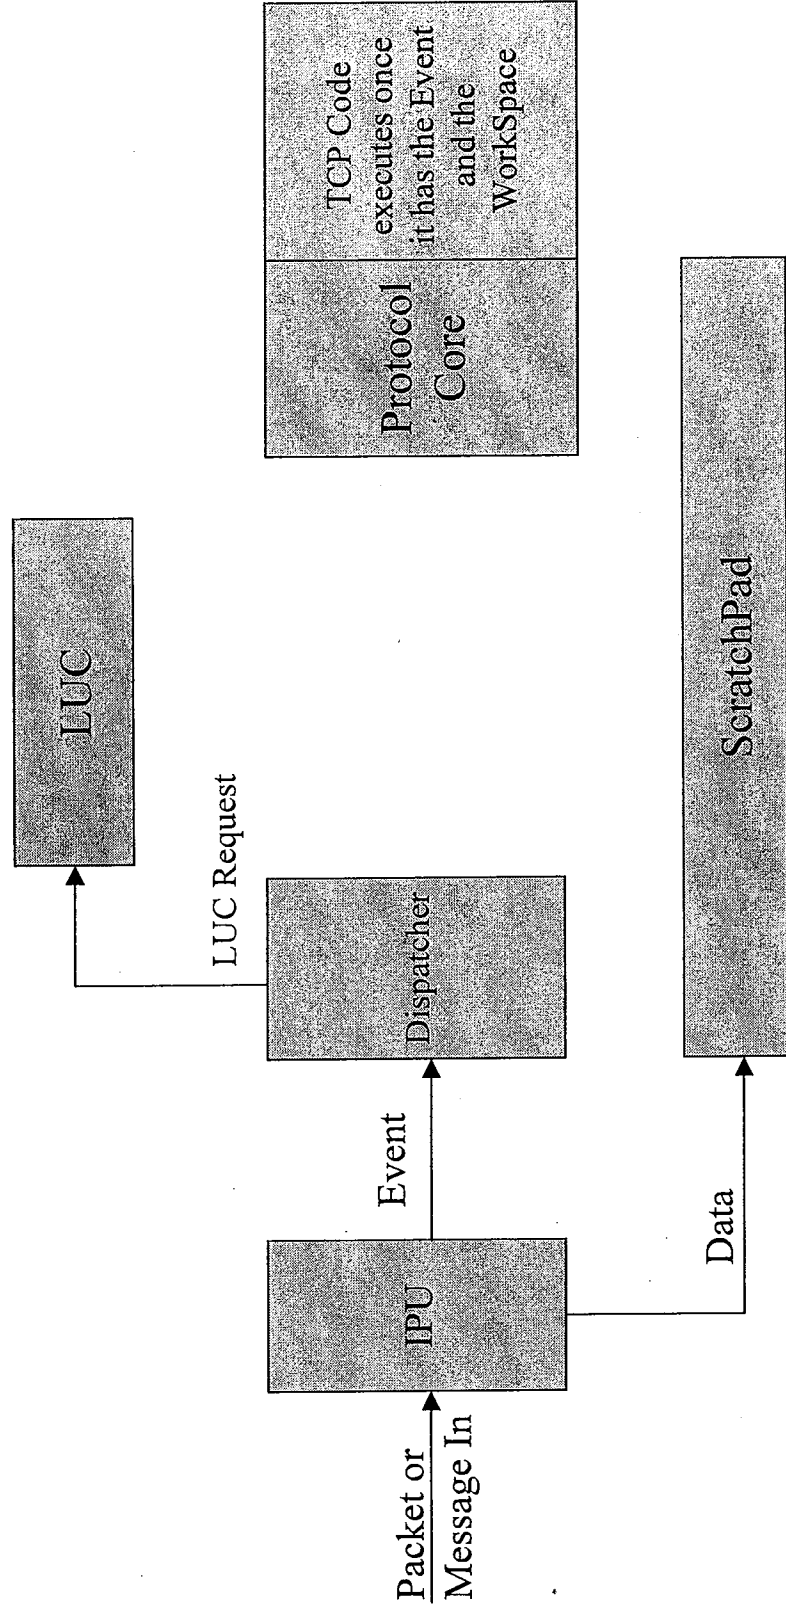 LUC
LUC Request
Packet or
Message In
IPU
Event
Dispatcher
Protocol
Core
TCP Code
executes once
it has the Event
and the
WorkSpace
Data
ScratchPad